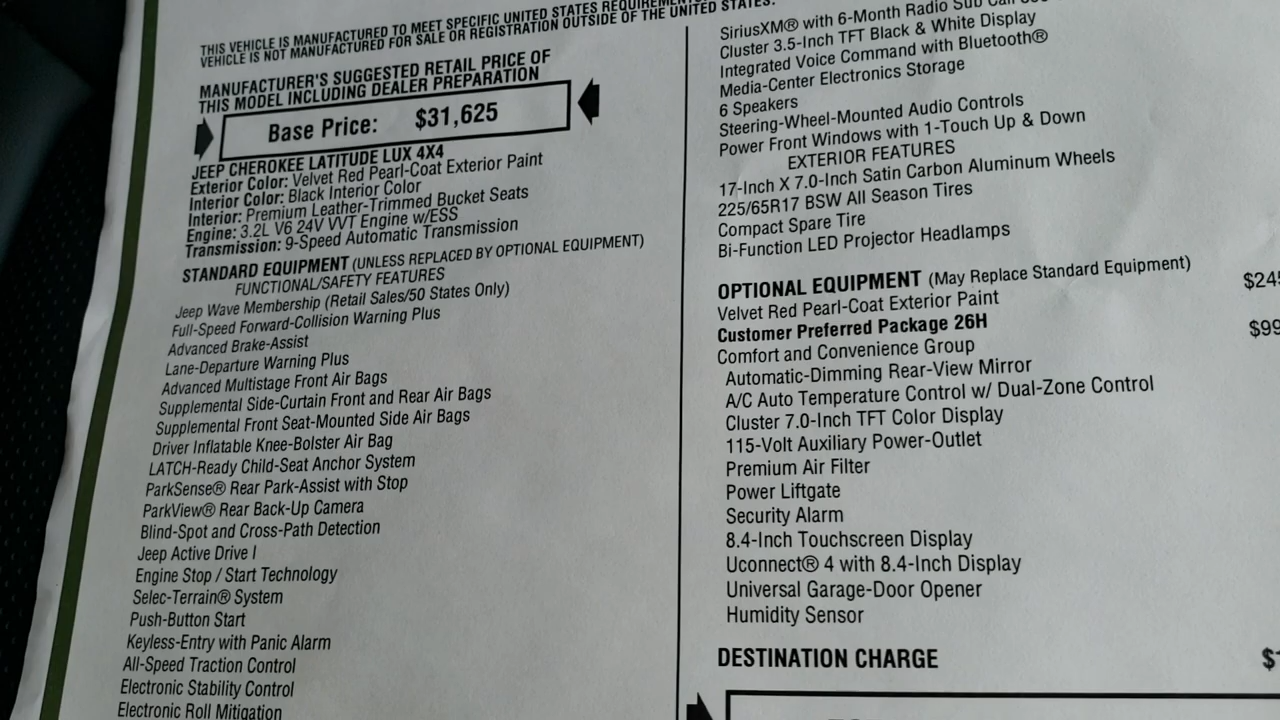 THIS VEHICLE IS MANUFACTURED TO MEET SPECIFIC UNITED STATES
VEHICLE IS NOT MANUFACTURED FOR SALE OR REGISTRATION OUTSIDE OF THE UNITED STATES.
MANUFACTURER'S SUGGESTED RETAIL PRICE OF
THIS MODEL INCLUDING DEALER PREPARATION
Base Price: $31,625
JEEP CHEROKEE LATITUDE LUX 4X4
Exterior Color: Velvet Red Pearl-Coat Exterior Paint
Interior Color: Black Interior Color
Interior: Premium Leather-Trimmed Bucket Seats
Engine: 3.2L V6 24V VVT Engine w/ESS
Transmission: 9-Speed Automatic Transmission
STANDARD EQUIPMENT (UNLESS REPLACED BY OPTIONAL EQUIPMENT)
FUNCTIONAL/SAFETY FEATURES
Jeep Wave Membership (Retail Sales/50 States Only)
Full-Speed Forward-Collision Warning Plus
Advanced Brake-Assist
Lane-Departure Warning Plus
Advanced Multistage Front Air Bags
Supplemental Side-Curtain Front and Rear Air Bags
Supplemental Front Seat-Mounted Side Air Bags
Driver Inflatable Knee-Bolster Air Bag
LATCH-Ready Child-Seat Anchor System
ParkSense® Rear Park-Assist with Stop
ParkView® Rear Back-Up Camera
Blind-Spot and Cross-Path Detection
Jeep Active Drive I
Engine Stop / Start Technology
Selec-Terrain® System
Push-Button Start
Keyless-Entry with Panic Alarm
All-Speed Traction Control
Electronic Stability Control
Electronic Roll Mitigation
SiriusXM® with 6-Month Radio Sub Call
Cluster 3.5-Inch TFT Black & White Display
Integrated Voice Command with Bluetooth®
Media-Center Electronics Storage
6 Speakers
Steering-Wheel-Mounted Audio Controls
Power Front Windows with 1-Touch Up & Down
EXTERIOR FEATURES
17-Inch X 7.0-Inch Satin Carbon Aluminum Wheels
225/65R17 BSW All Season Tires
Compact Spare Tire
Bi-Function LED Projector Headlamps
OPTIONAL EQUIPMENT (May Replace Standard Equipment)
Velvet Red Pearl-Coat Exterior Paint $245
Customer Preferred Package 26H
Comfort and Convenience Group $99
Automatic-Dimming Rear-View Mirror
A/C Auto Temperature Control w/ Dual-Zone Control
Cluster 7.0-Inch TFT Color Display
115-Volt Auxiliary Power-Outlet
Premium Air Filter
Power Liftgate
Security Alarm
8.4-Inch Touchscreen Display
Uconnect® 4 with 8.4-Inch Display
Universal Garage-Door Opener
Humidity Sensor
DESTINATION CHARGE $1